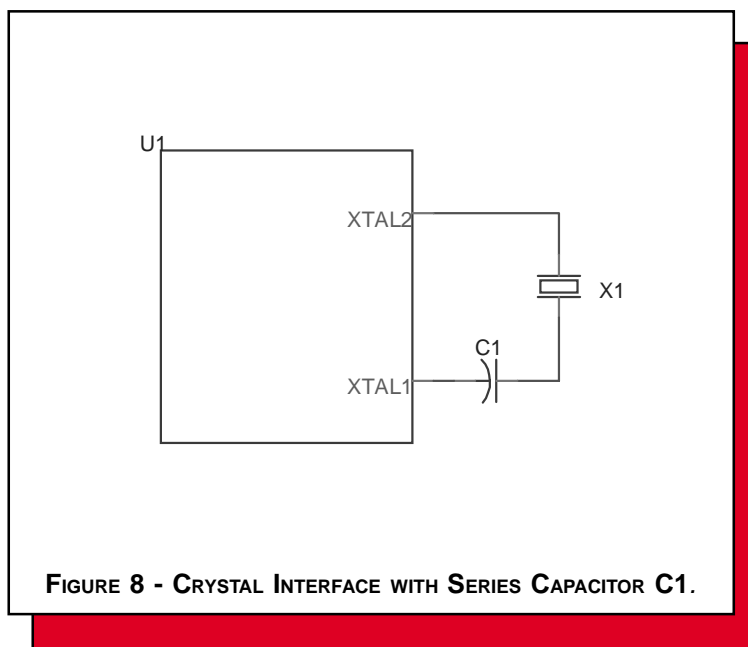 U1
XTAL2
X1
C1
XTAL1
FIGURE 8 - CRYSTAL INTERFACE WITH SERIES CAPACITOR C1.